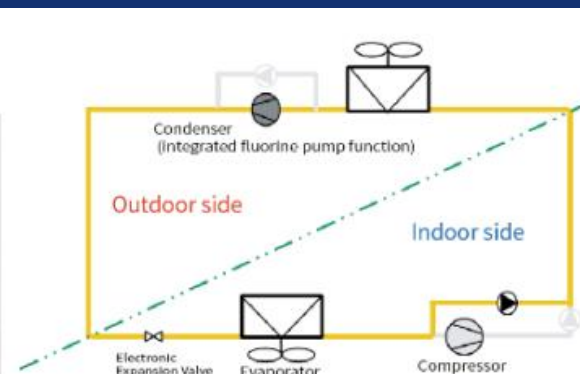 Condenser
(integrated fluorine pump function)
Outdoor side
Indoor side
Electronic
Expansion Valve
Evaporator
Compressor